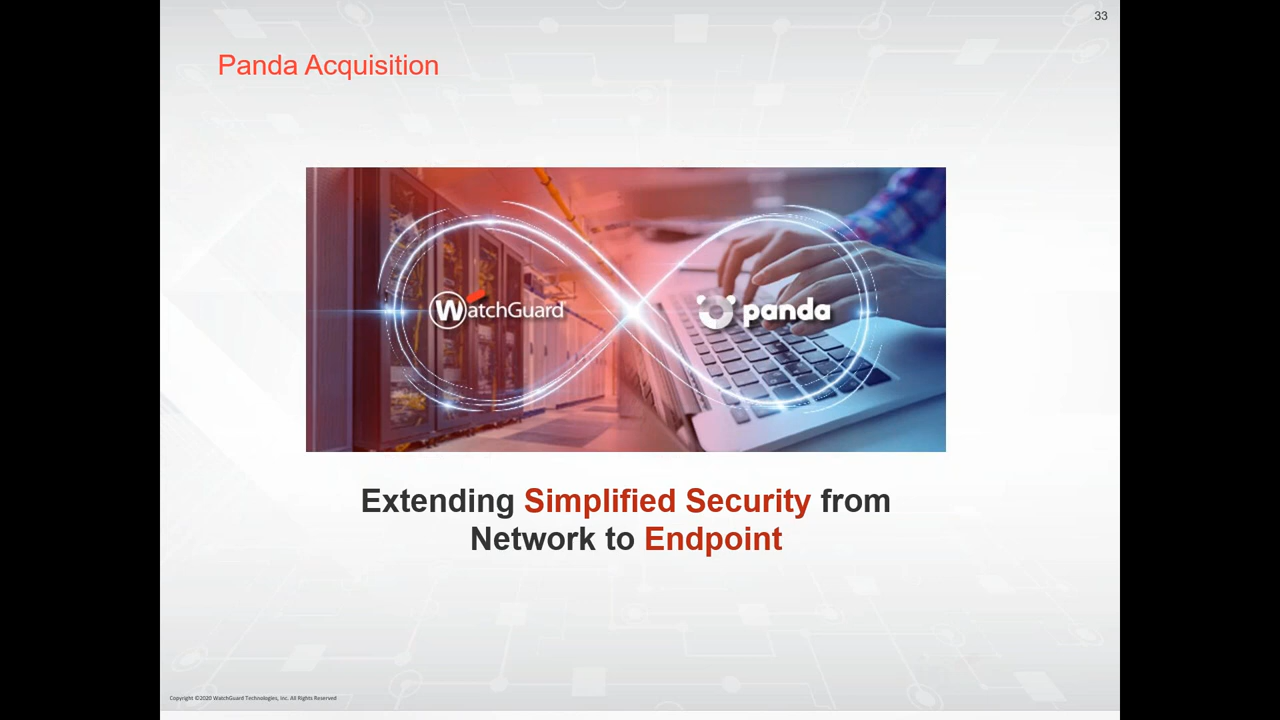 33
Panda Acquisition
WatchGuard
panda
Extending Simplified Security from
Network to Endpoint
Copyright ©2020 WatchGuard Technologies, Inc. All Rights Reserved